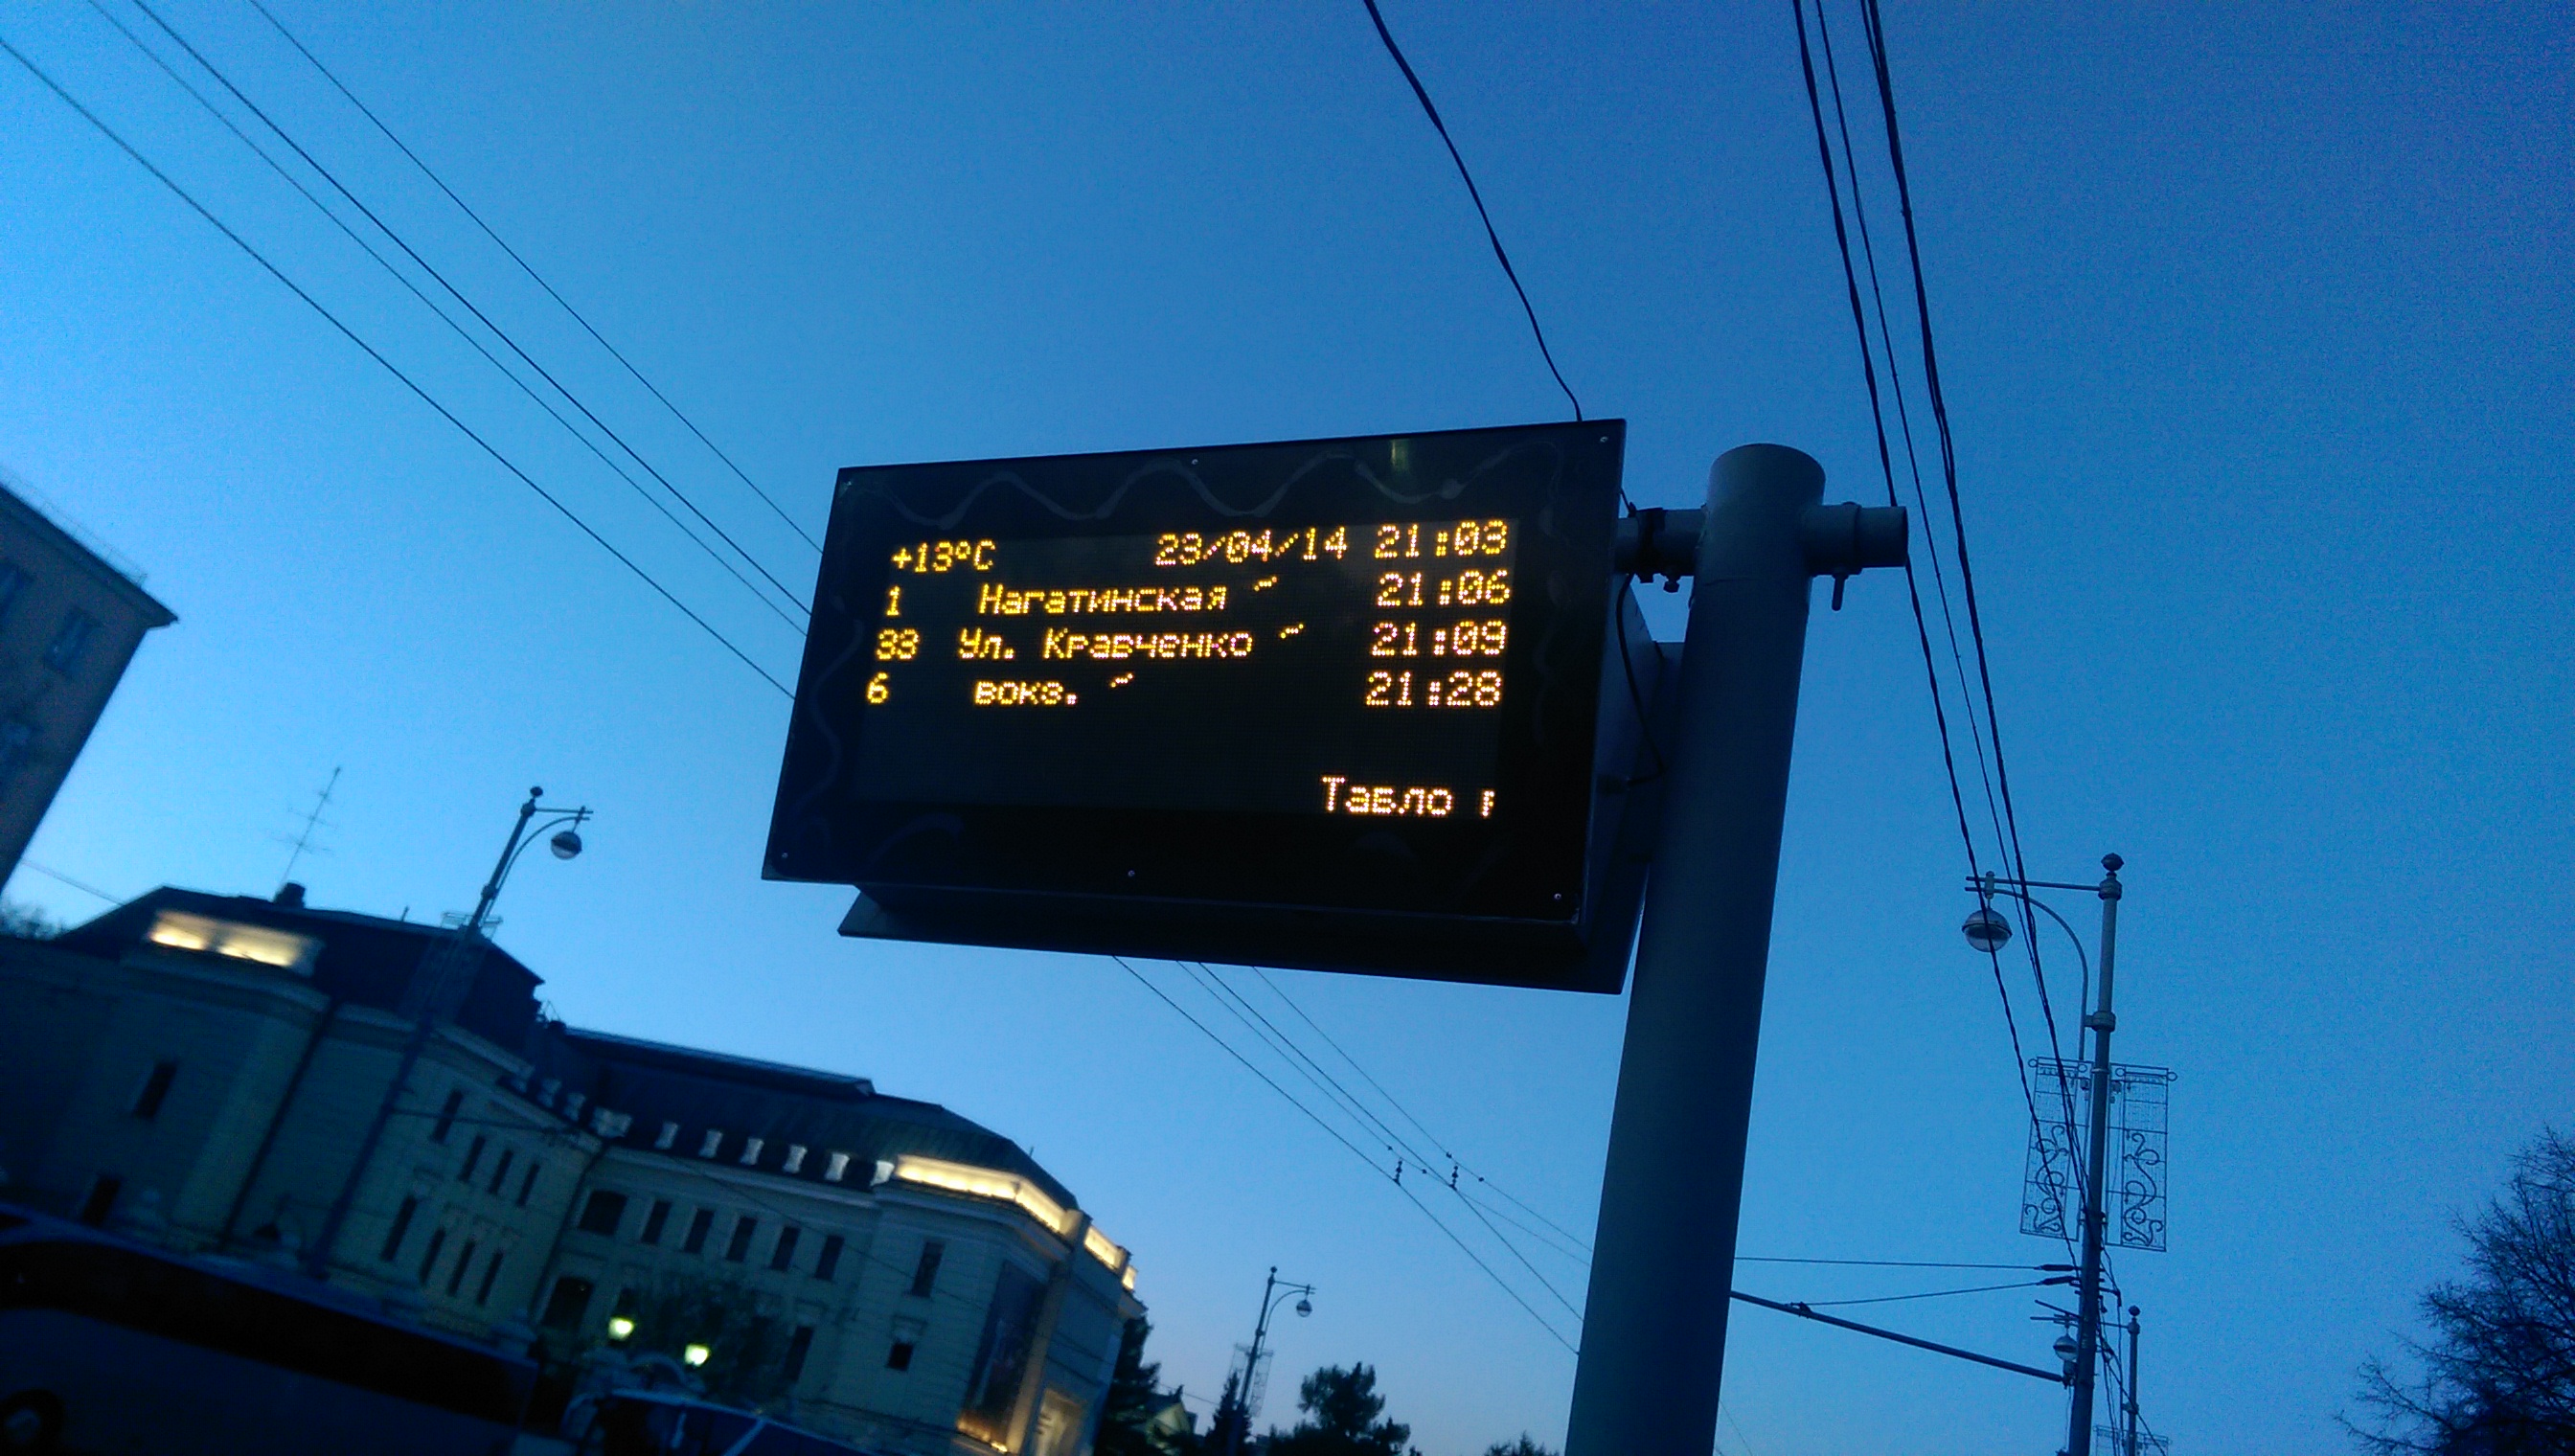 +13°C 23/04/14 21:03
1 Нагатинская 21:06
33 Ул. Кравченко 21:09
6 вокз. 21:28
Табло